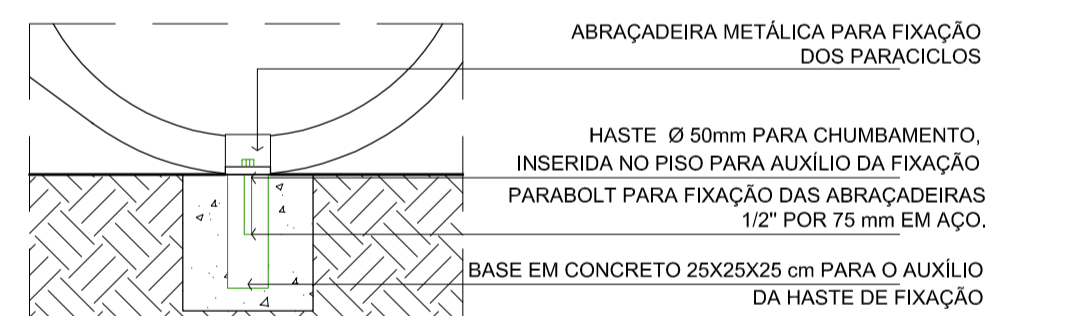 ABRAÇADEIRA METÁLICA PARA FIXAÇÃO
DOS PARACICLOS
HASTE Ø 50mm PARA CHUMBAMENTO,
INSERIDA NO PISO PARA AUXÍLIO DA FIXAÇÃO
PARABOLT PARA FIXAÇÃO DAS ABRAÇADEIRAS
1/2" POR 75 mm EM AÇO.
BASE EM CONCRETO 25X25X25 cm PARA O AUXÍLIO
DA HASTE DE FIXAÇÃO